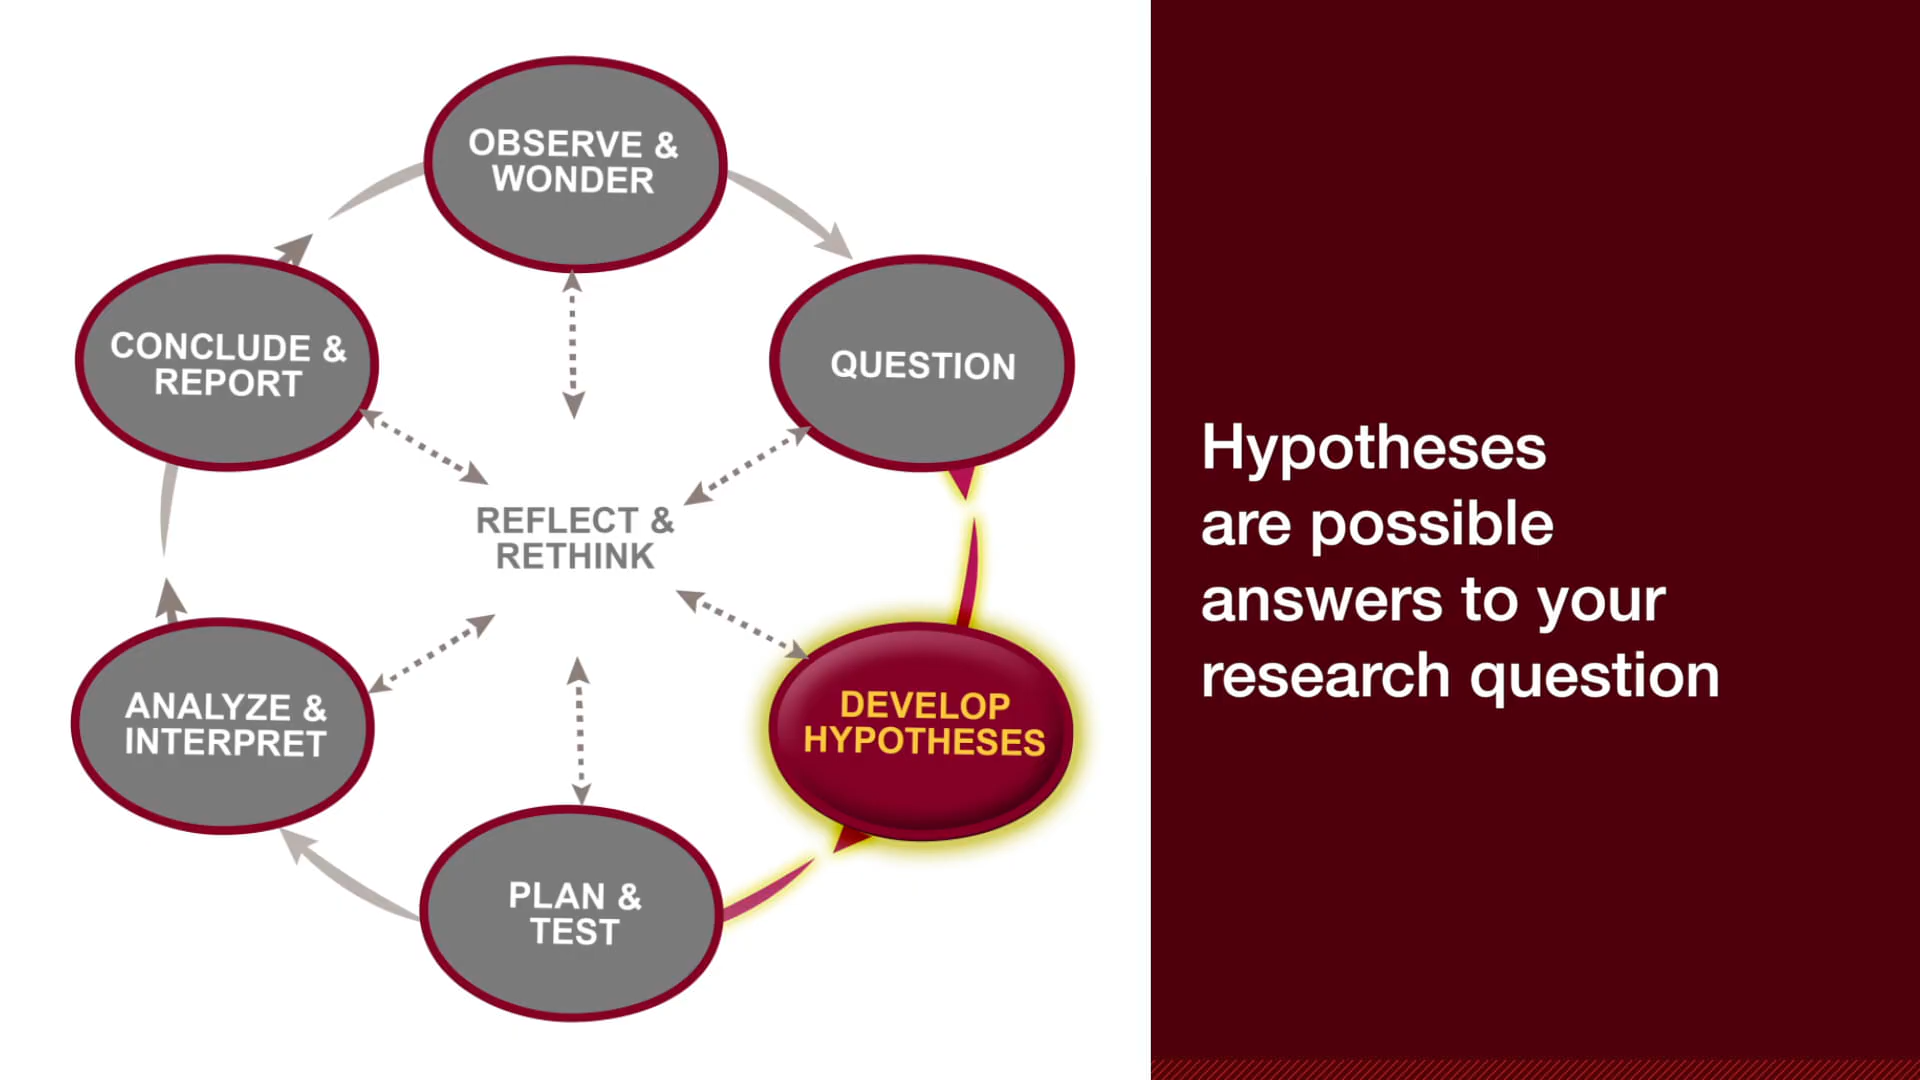 OBSERVE &
WONDER
QUESTION
DEVELOP
HYPOTHESES
PLAN &
TEST
ANALYZE &
INTERPRET
CONCLUDE &
REPORT
REFLECT &
RETHINK
Hypotheses
are possible
answers to your
research question